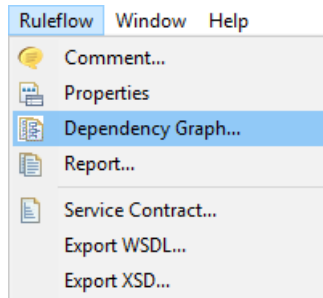 Ruleflow Window Help
Comment...
Properties
Dependency Graph...
Report...
Service Contract...
Export WSDL...
Export XSD...